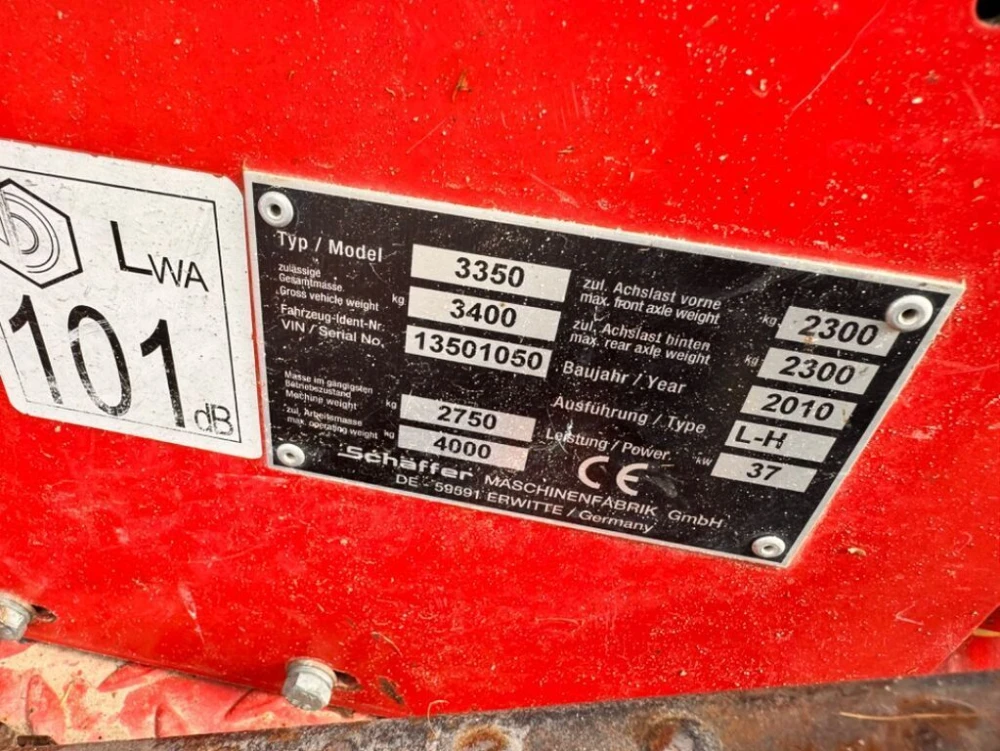 LWA
101
dB
Typ / Model 3350
zulässige
Gesamtmasse
Gross vehicle weight kg 3400
Fahrzeug-Ident-Nr.
VIN / Serial No. 13501050
Masse im gängigsten
Betriebszustand
Machine weight kg 2750
zul. Arbeitsmasse
max. operating weight kg 4000
zul. Achslast vorne
max. front axle weight kg 2300
zul. Achslast hinten
max. rear axle weight kg 2300
Baujahr / Year 2010
Ausführung / Type L-H
Leistung / Power kW 37
CE
Schäffer MASCHINENFABRIK GmbH
DE - 59591 ERWITTE / Germany